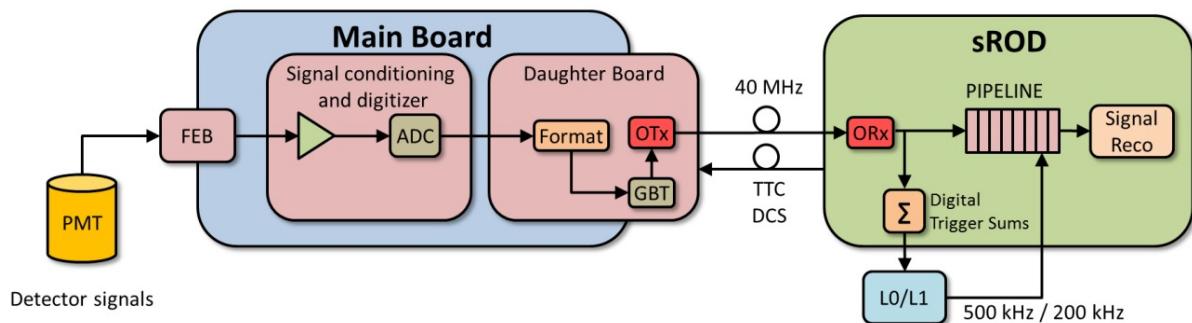 Main Board
sROD
Signal conditioning
and digitizer
Daughter Board
40 MHz
PIPELINE
FEB
ADC
Format
OTx
ORx
Signal
Reco
GBT
TTC
DCS
PMT
Σ
Digital
Trigger Sums
Detector signals
L0/L1
500 kHz / 200 kHz